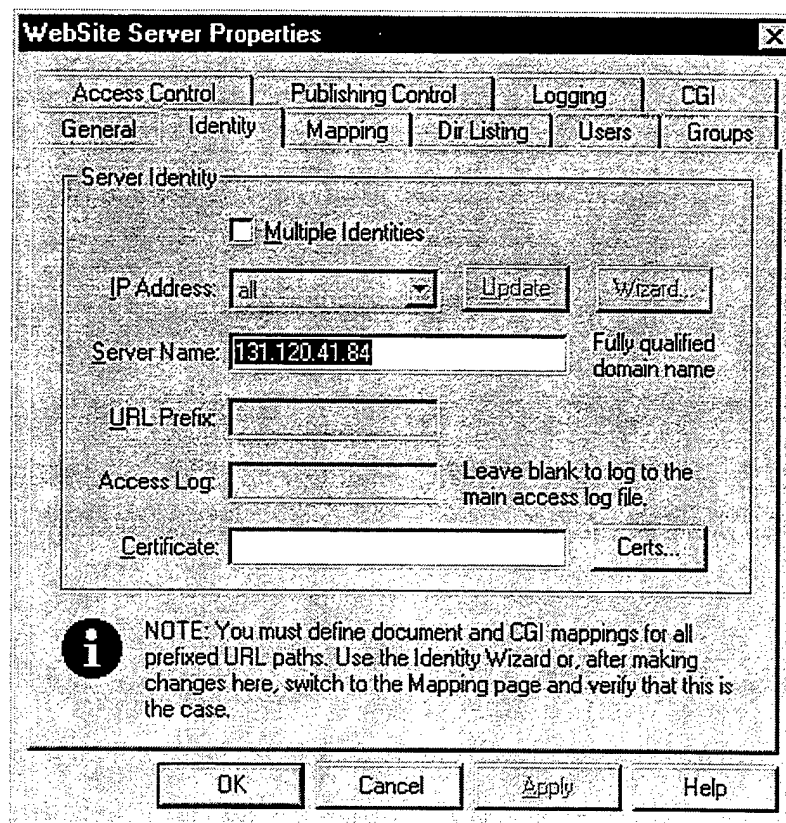 WebSite Server Properties
Access Control Publishing Control Logging CGI
General Identity Mapping Dir Listing Users Groups
Server Identity
Multiple Identities
IP Address: all Update Wizard...
Server Name: 131.120.41.84 Fully qualified
domain name
URL Prefix:
Access Log: Leave blank to log to the
main access log file.
Certificate: Certs...
NOTE: You must define document and CGI mappings for all
prefixed URL paths. Use the Identity Wizard or, after making
changes here, switch to the Mapping page and verify that this is
the case.
OK Cancel Apply Help